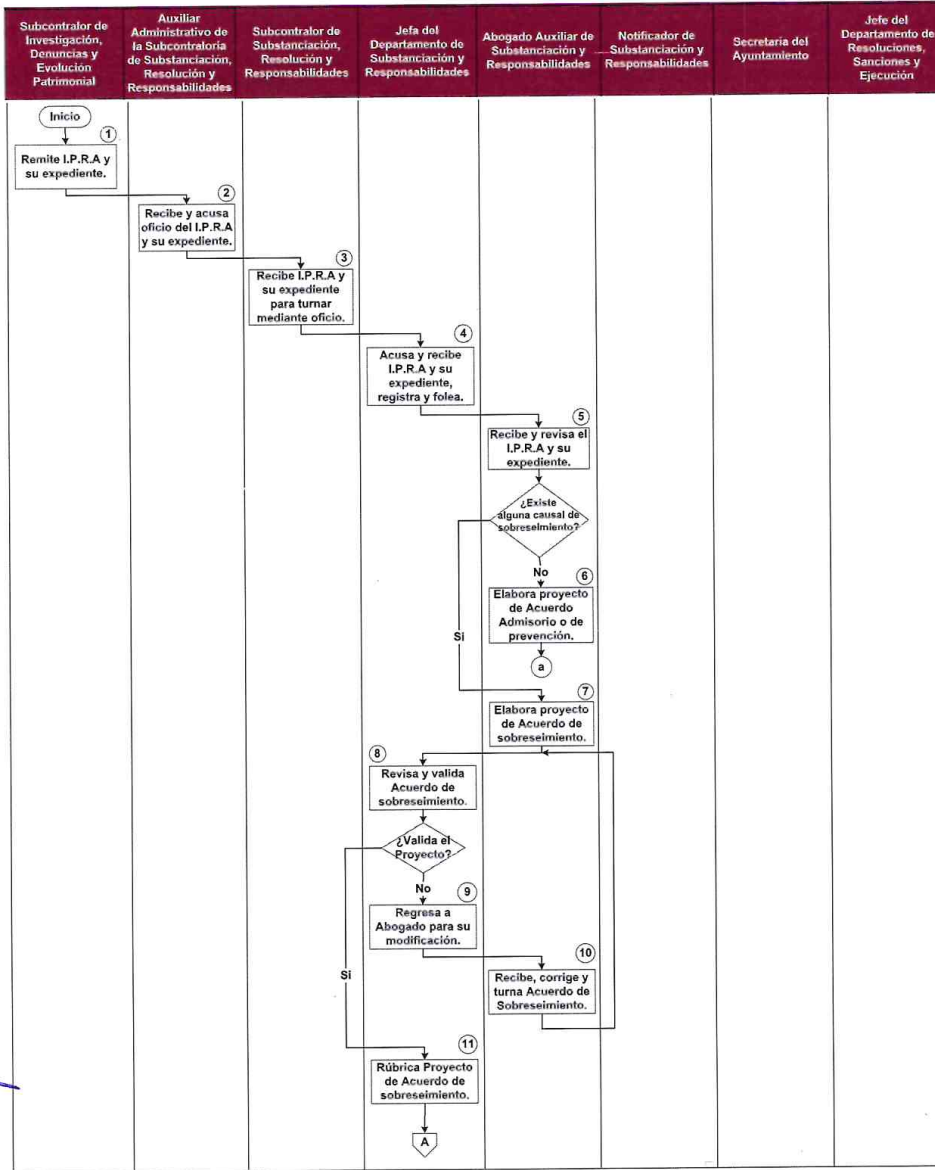 Subcontralor de
Investigación,
Denuncias y
Evolución
Patrimonial
Auxiliar
Administrativo de
la Subcontraloría
de Substanciación,
Resolución y
Responsabilidades
Subcontralor de
Substanciación,
Resolución y
Responsabilidades
Jefa del
Departamento de
Substanciación y
Responsabilidades
Abogado Auxiliar de
Substanciación y
Responsabilidades
Notificador de
Substanciación y
Responsabilidades
Secretaría del
Ayuntamiento
Jefe del
Departamento de
Resoluciones,
Sanciones y
Ejecución
Inicio
1
Remite I.P.R.A y
su expediente.
2
Recibe y acusa
oficio del I.P.R.A
y su expediente.
3
Recibe I.P.R.A y
su expediente
para turnar
mediante oficio.
4
Acusa y recibe
I.P.R.A y su
expediente,
registra y folea.
5
Recibe y revisa el
I.P.R.A y su
expediente.
¿Existe
alguna causal de
sobreseimiento?
No
6
Elabora proyecto
de Acuerdo
Admisorio o de
prevención.
Si
a
7
Elabora proyecto
de Acuerdo de
sobreseimiento.
8
Revisa y valida
Acuerdo de
sobreseimiento.
¿Valida el
Proyecto?
No
9
Regresa a
Abogado para su
modificación.
10
Si
Recibe, corrige y
turna Acuerdo de
Sobreseimiento.
11
Rúbrica Proyecto
de Acuerdo de
sobreseimiento.
A